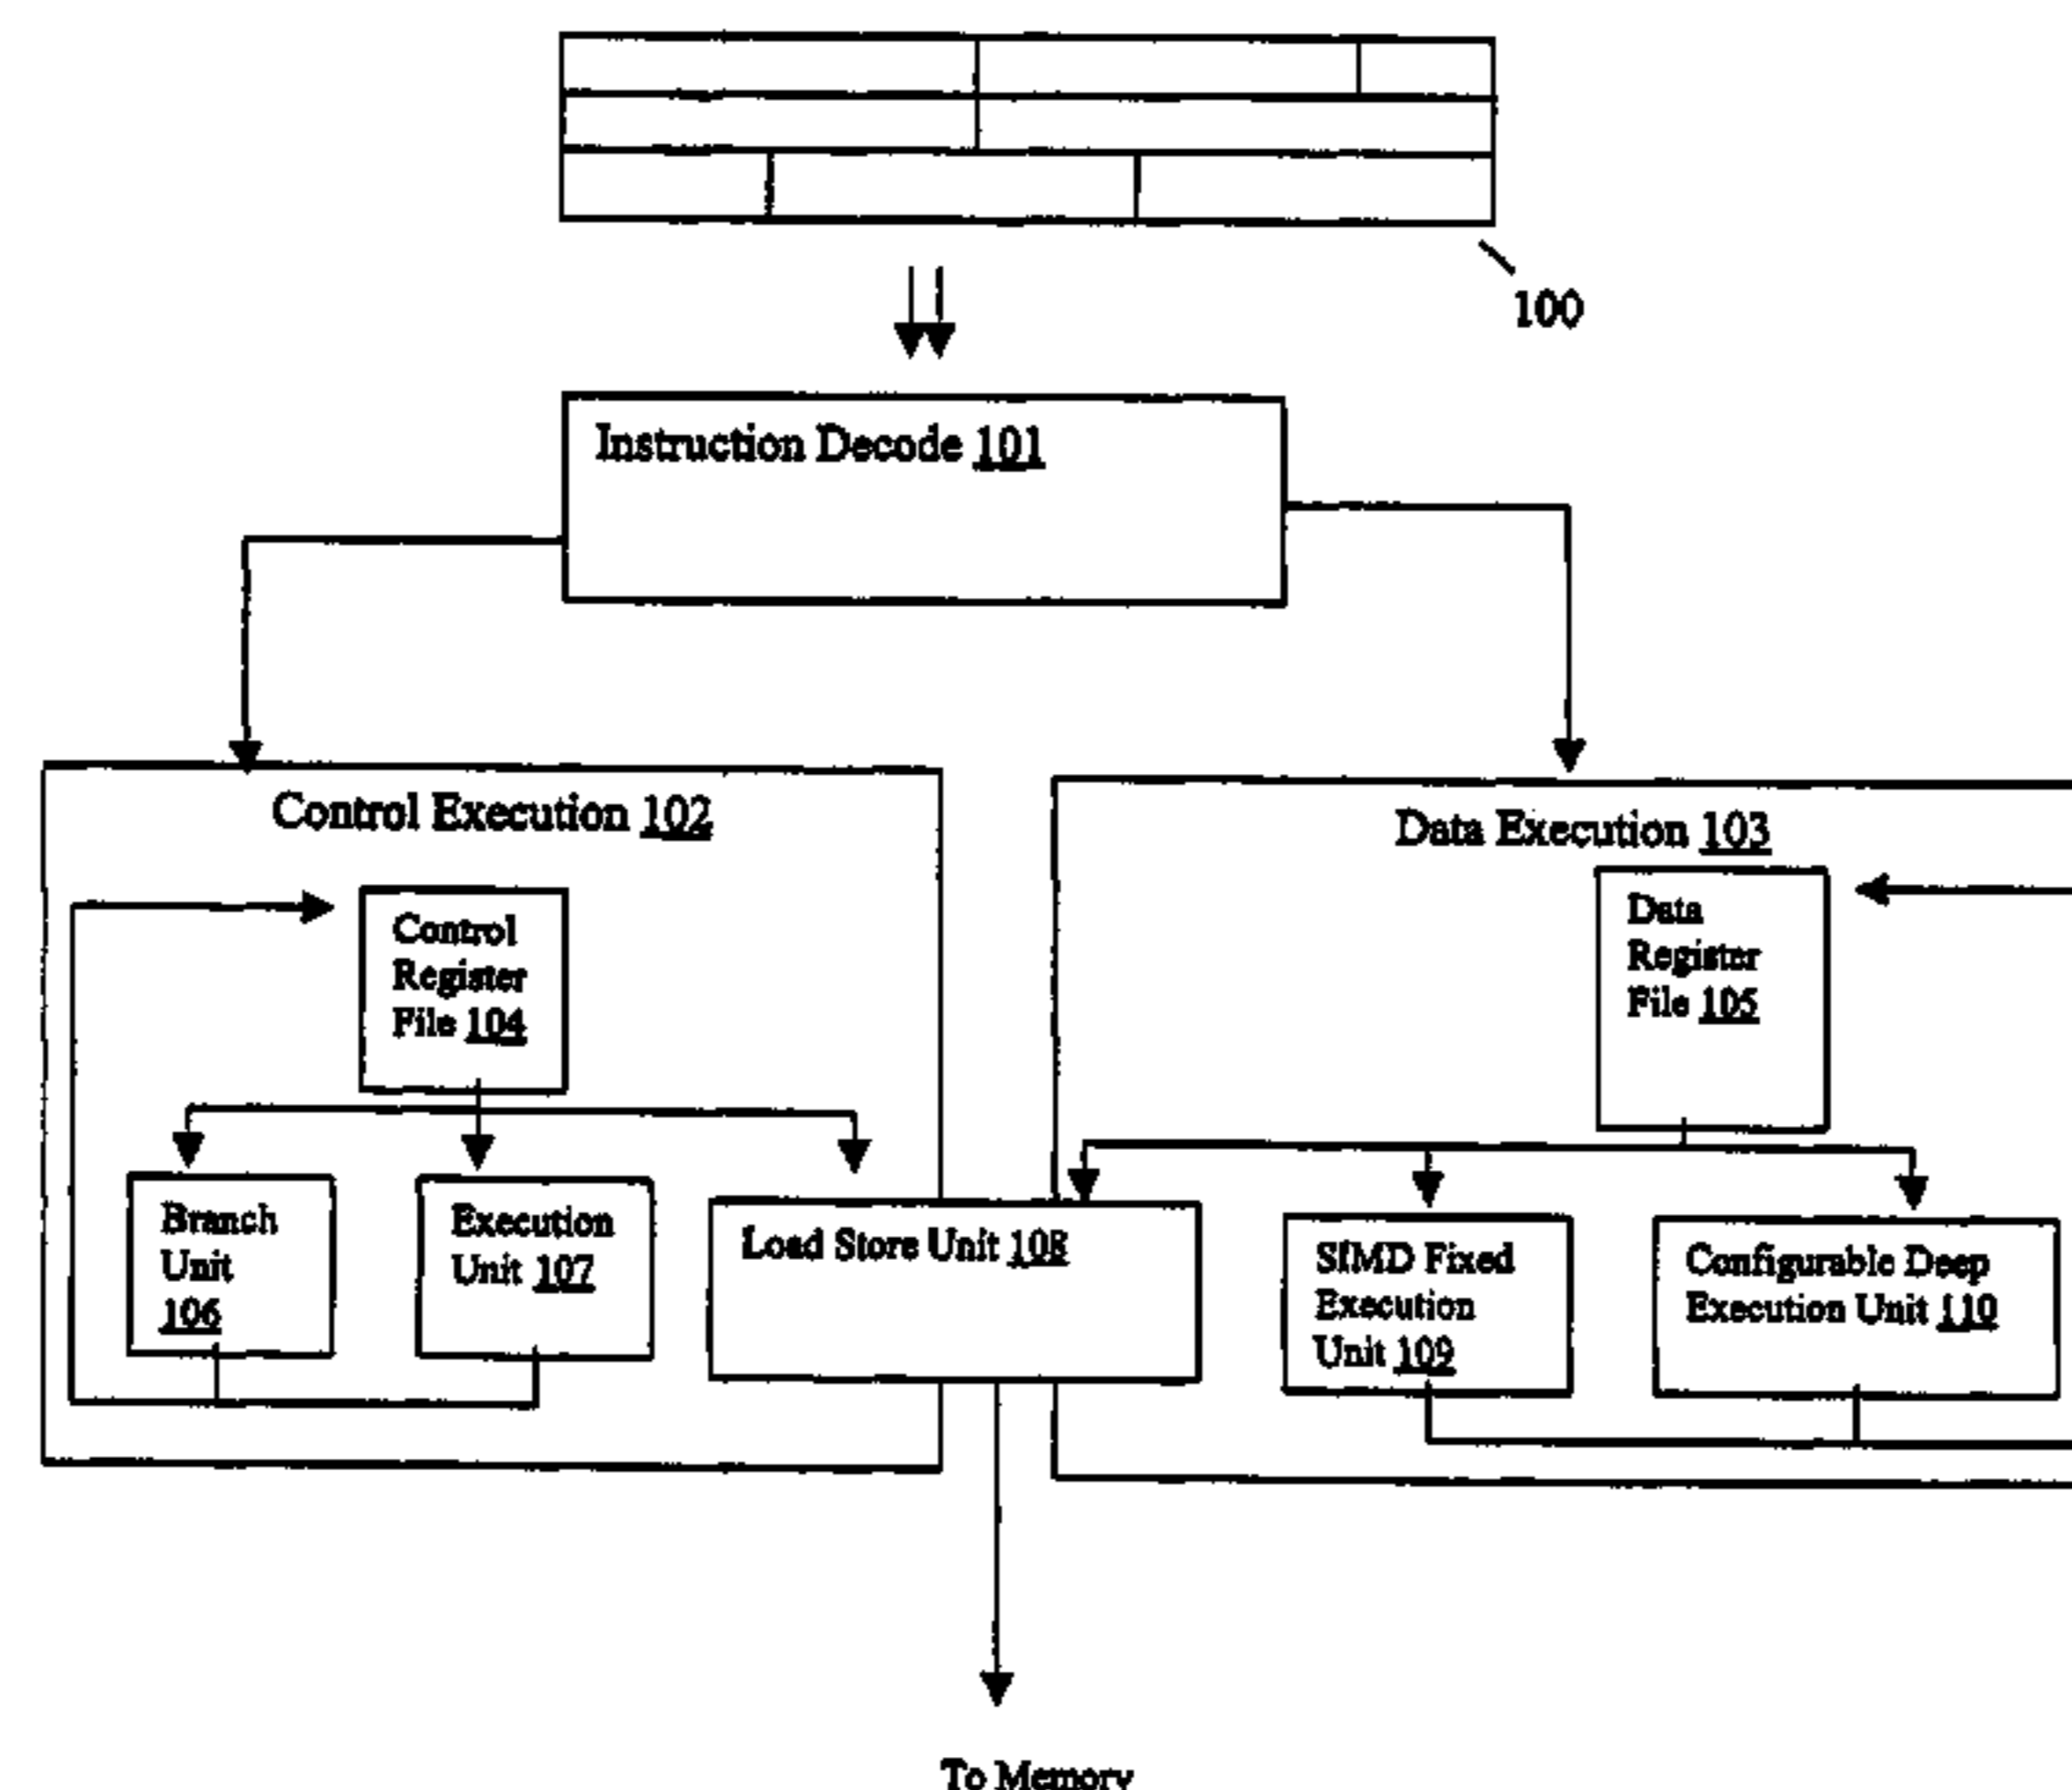 100
Instruction Decode 101
Control Execution 102
Control
Register
File 104
Branch
Unit
106
Execution
Unit 107
Load Store Unit 108
Data Execution 103
Data
Register
File 105
SIMD Fixed
Execution
Unit 109
Configurable Deep
Execution Unit 110
To Memory